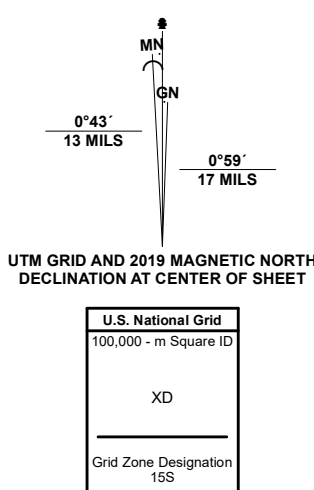 MN
GN
0°43´
13 MILS
0°59´
17 MILS
UTM GRID AND 2019 MAGNETIC NORTH
DECLINATION AT CENTER OF SHEET
U.S. National Grid
100,000 - m Square ID
XD
Grid Zone Designation
15S